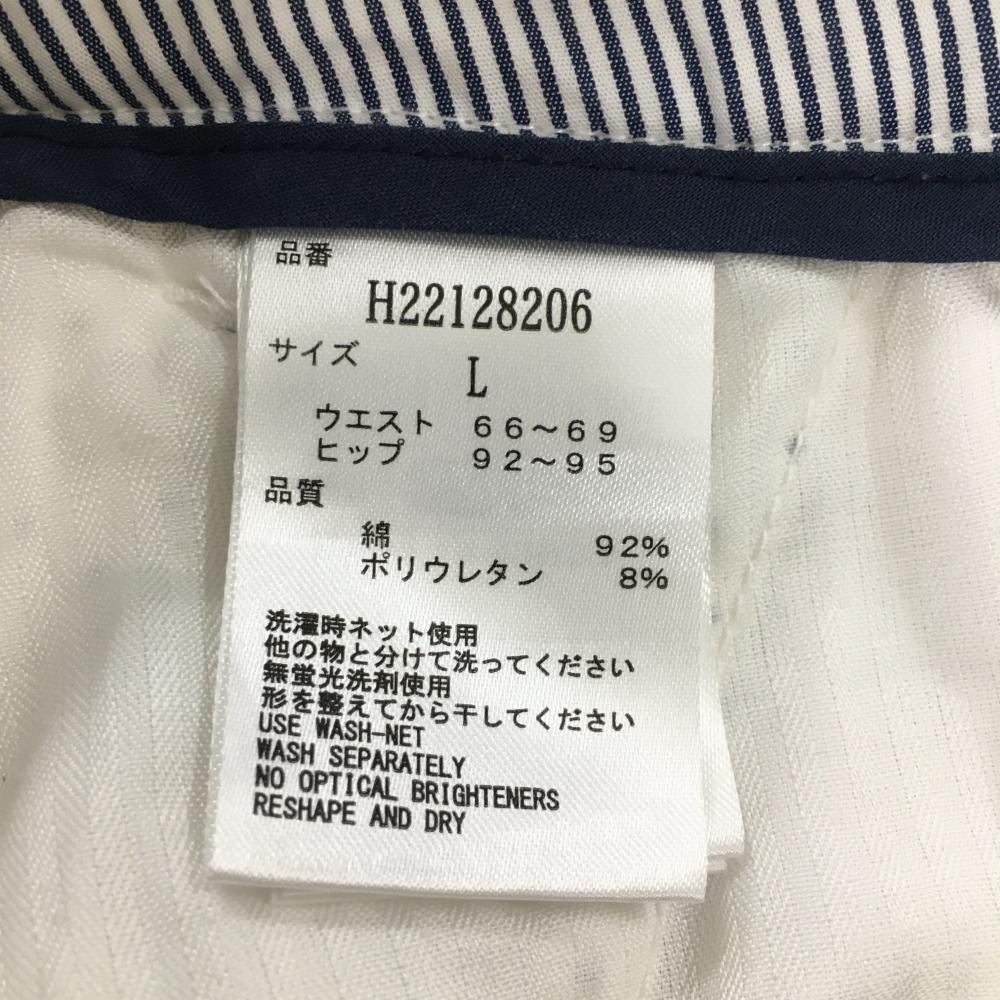 品番
H22128206
サイズ
L
ウエスト 66～69
ヒップ 92～95
品質
綿 92%
ポリウレタン 8%
洗濯時ネット使用
他の物と分けて洗ってください
無蛍光洗剤使用
形を整えてから干してください
USE WASH-NET
WASH SEPARATELY
NO OPTICAL BRIGHTENERS
RESHAPE AND DRY